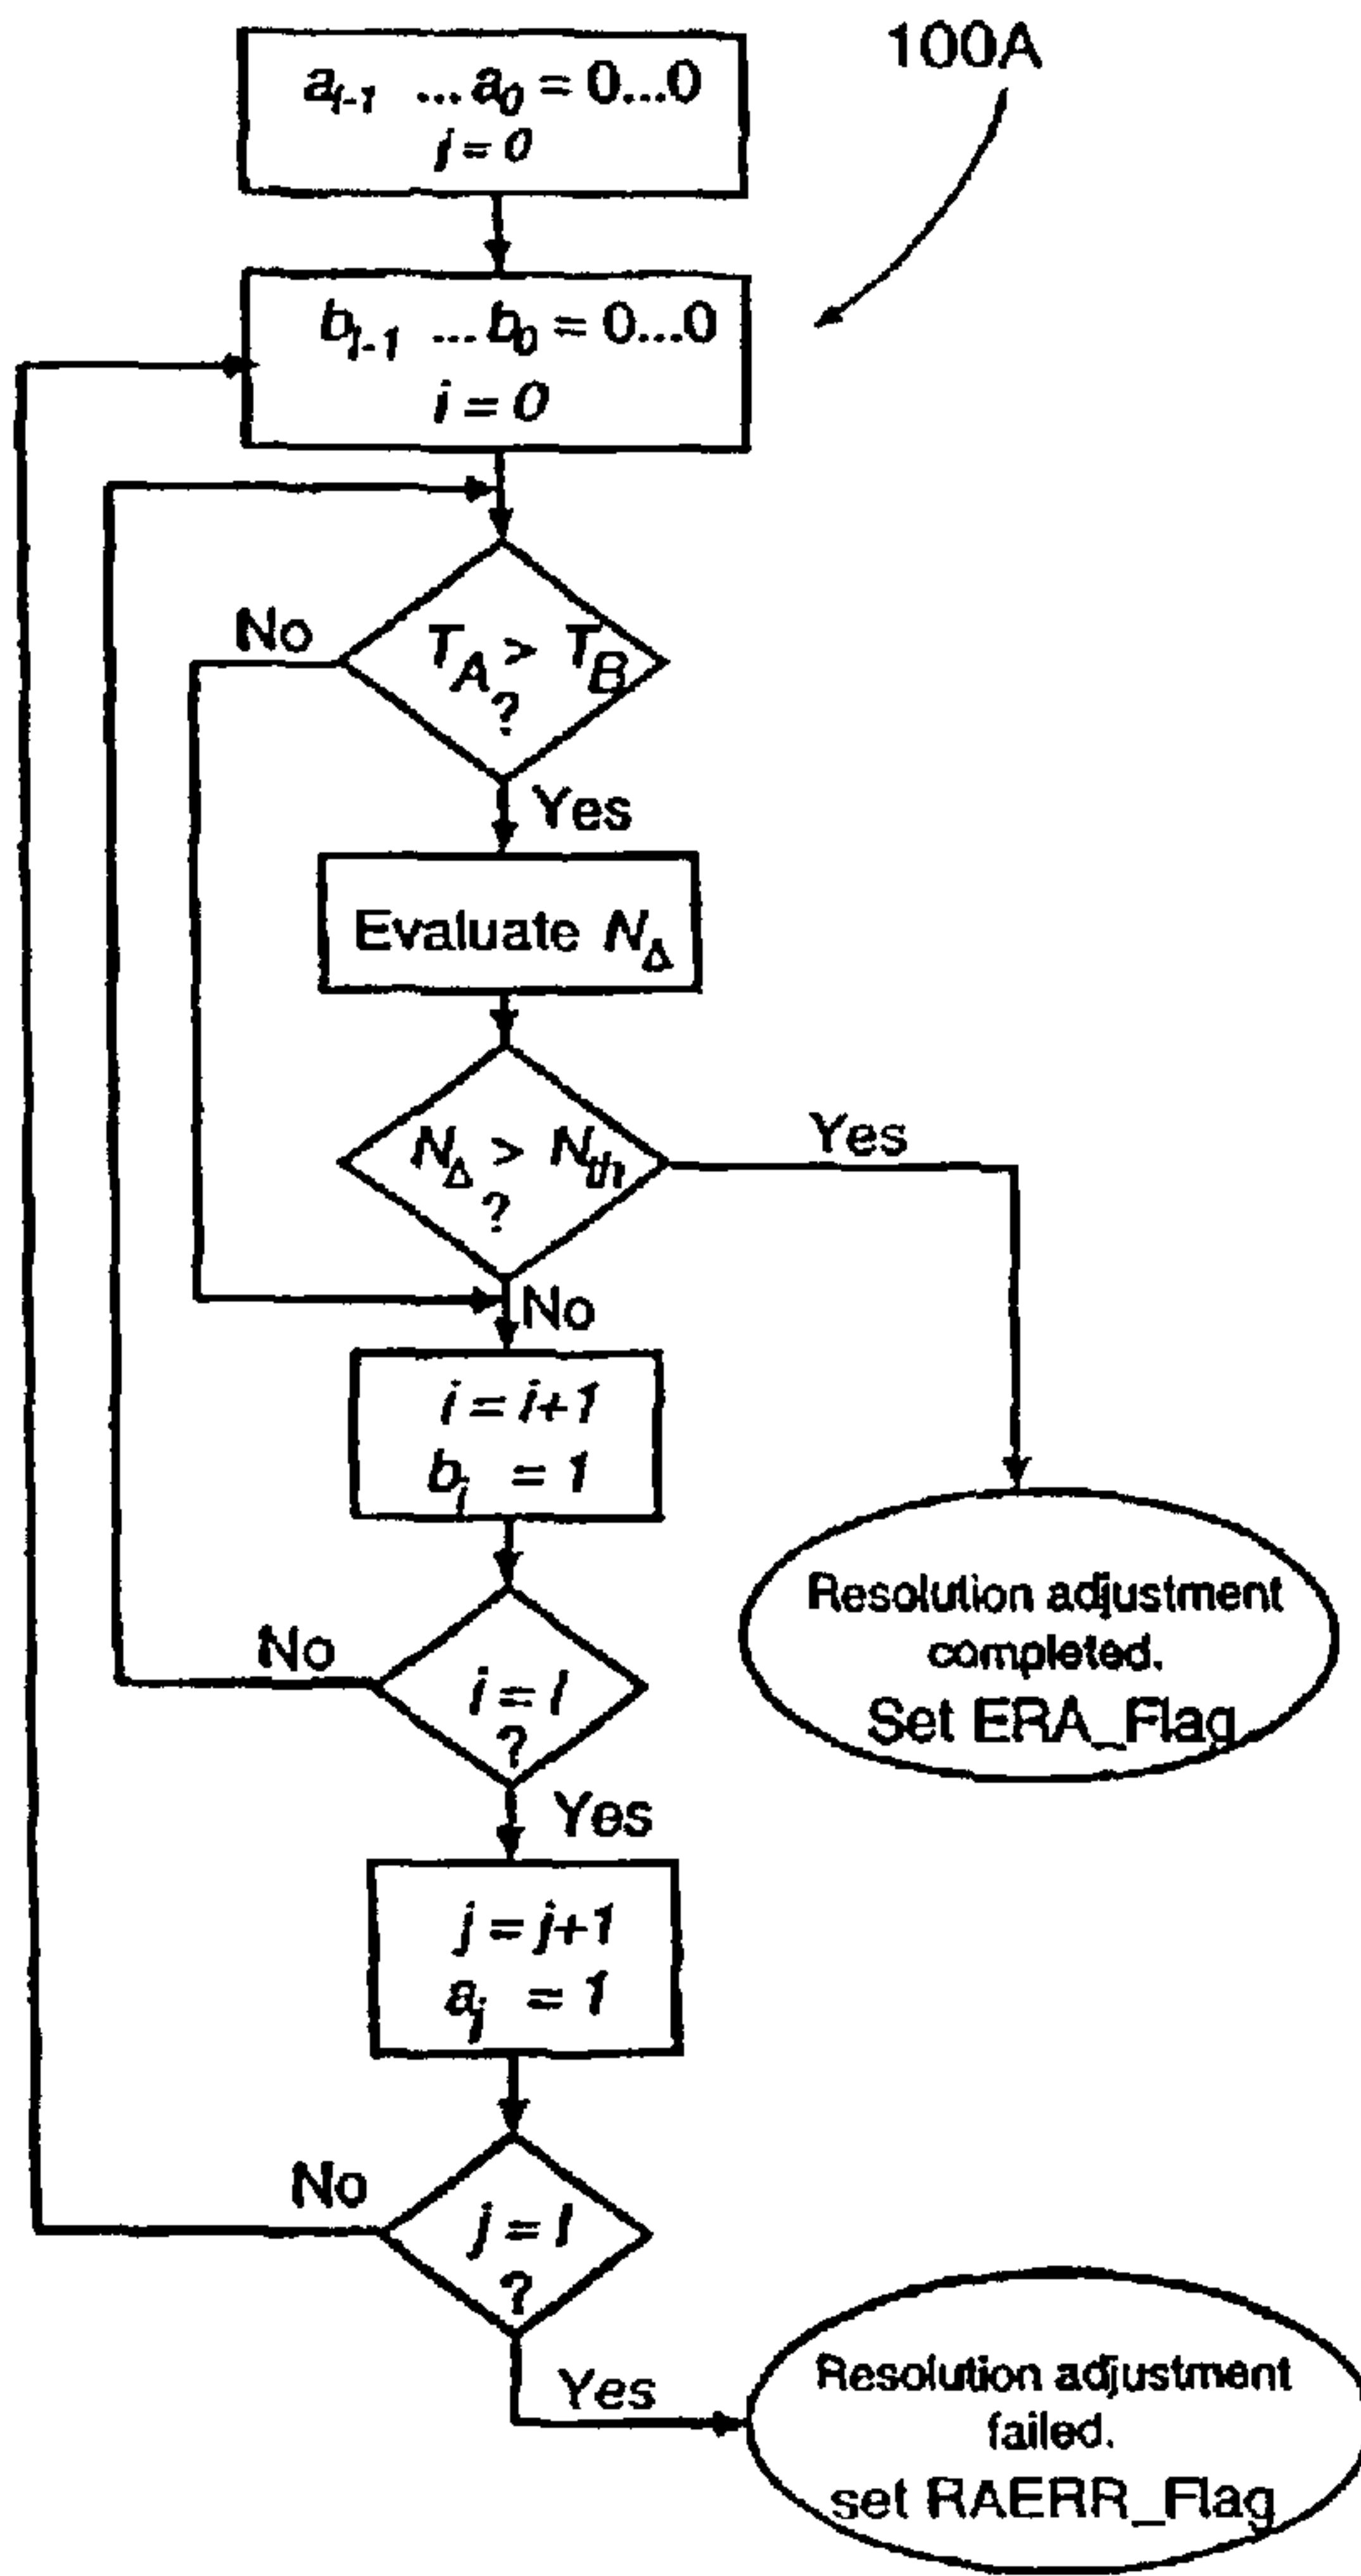 100A
a_{l-1} ... a_0 = 0...0
j = 0
b_{l-1} ... b_0 = 0...0
i = 0
T_A > T_B
?
No
Yes
Evaluate N_Δ
N_Δ > N_th
?
Yes
No
i = i+1
b_i = 1
Resolution adjustment
completed.
Set ERA_Flag
i = l
?
No
Yes
j = j+1
a_j = 1
j = l
?
No
Yes
Resolution adjustment
failed.
set RAERR_Flag